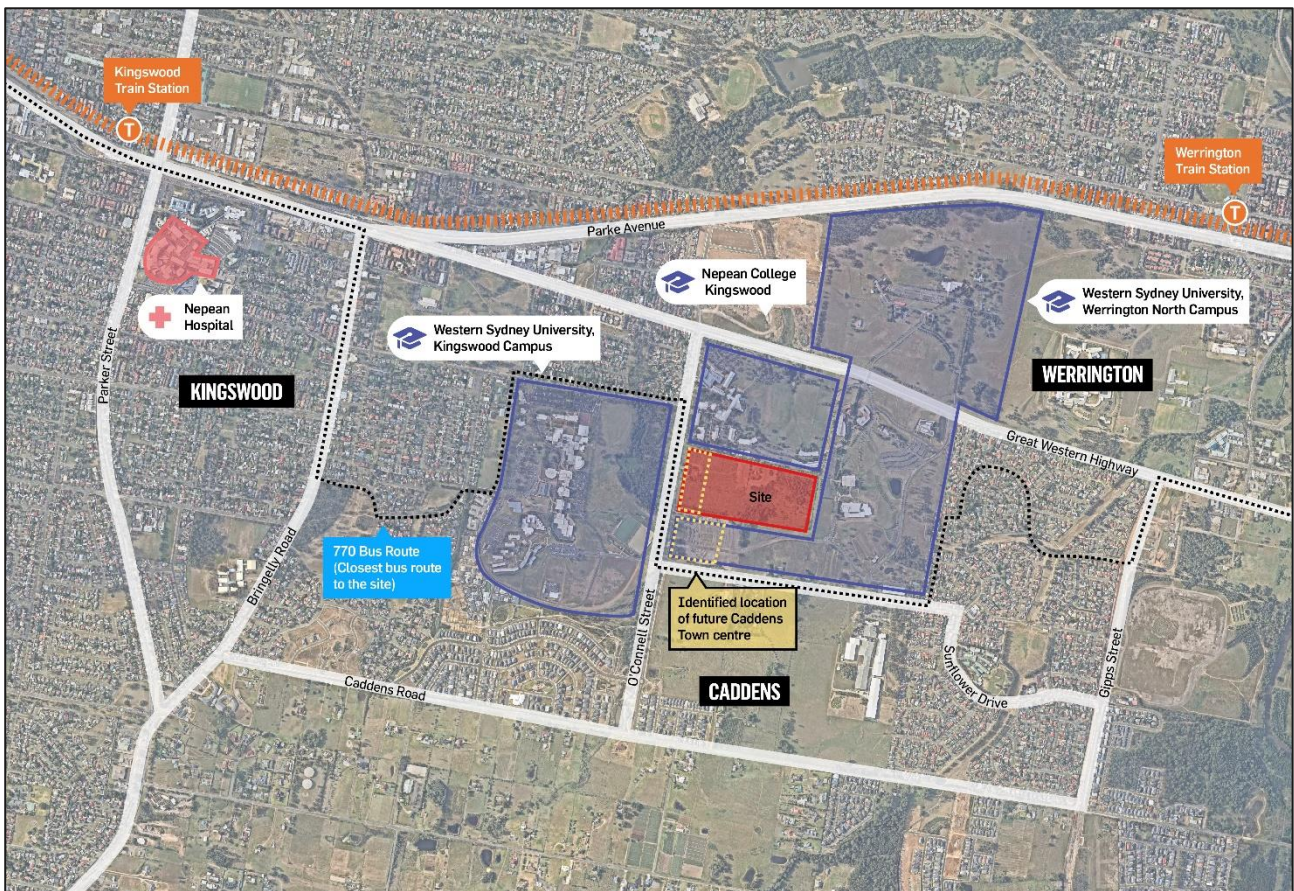 Kingswood
Train Station
T
Werrington
Train Station
T
Parke Avenue
Nepean College
Kingswood
Western Sydney University,
Werrington North Campus
Nepean
Hospital
Western Sydney University,
Kingswood Campus
Parker Street
KINGSWOOD
WERRINGTON
Great Western Highway
Site
770 Bus Route
(Closest bus route
to the site)
Bringelly Road
Identified location
of future Caddens
Town centre
O'Connell Street
Caddens Road
CADDENS
Sunflower Drive
Gipps Street